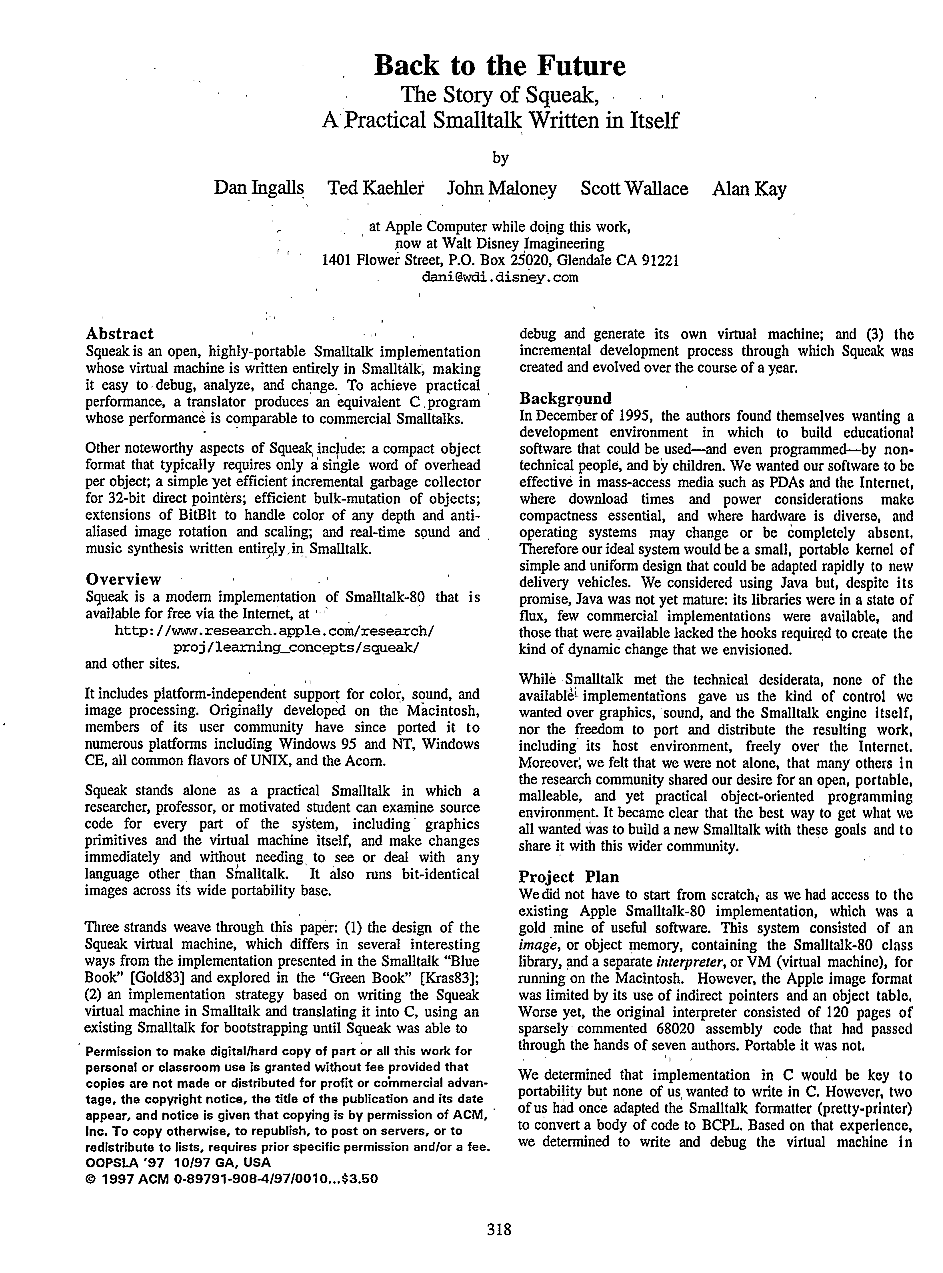 Back to the Future
The Story of Squeak,
A Practical Smalltalk Written in Itself
by
Dan Ingalls Ted Kaehler John Maloney Scott Wallace Alan Kay
at Apple Computer while doing this work,
now at Walt Disney Imagineering
1401 Flower Street, P.O. Box 25020, Glendale CA 91221
dani@wdi.disney.com
Abstract
Squeak is an open, highly-portable Smalltalk implementation
whose virtual machine is written entirely in Smalltalk, making
it easy to debug, analyze, and change. To achieve practical
performance, a translator produces an equivalent C program
whose performance is comparable to commercial Smalltalks.
Other noteworthy aspects of Squeak include: a compact object
format that typically requires only a single word of overhead
per object; a simple yet efficient incremental garbage collector
for 32-bit direct pointers; efficient bulk-mutation of objects;
extensions of BitBlt to handle color of any depth and anti-
aliased image rotation and scaling; and real-time sound and
music synthesis written entirely in Smalltalk.
Overview
Squeak is a modern implementation of Smalltalk-80 that is
available for free via the Internet, at
http://www.research.apple.com/research/
proj/learning_concepts/squeak/
and other sites.
It includes platform-independent support for color, sound, and
image processing. Originally developed on the Macintosh,
members of its user community have since ported it to
numerous platforms including Windows 95 and NT, Windows
CE, all common flavors of UNIX, and the Acorn.
Squeak stands alone as a practical Smalltalk in which a
researcher, professor, or motivated student can examine source
code for every part of the system, including graphics
primitives and the virtual machine itself, and make changes
immediately and without needing to see or deal with any
language other than Smalltalk. It also runs bit-identical
images across its wide portability base.
Three strands weave through this paper: (1) the design of the
Squeak virtual machine, which differs in several interesting
ways from the implementation presented in the Smalltalk "Blue
Book" [Gold83] and explored in the "Green Book" [Kras83];
(2) an implementation strategy based on writing the Squeak
virtual machine in Smalltalk and translating it into C, using an
existing Smalltalk for bootstrapping until Squeak was able to
Permission to make digital/hard copy of part or all this work for
personal or classroom use is granted without fee provided that
copies are not made or distributed for profit or commercial advan-
tage, the copyright notice, the title of the publication and its date
appear, and notice is given that copying is by permission of ACM,
Inc. To copy otherwise, to republish, to post on servers, or to
redistribute to lists, requires prior specific permission and/or a fee.
OOPSLA '97 10/97 GA, USA
© 1997 ACM 0-89791-908-4/97/0010...$3.50
debug and generate its own virtual machine; and (3) the
incremental development process through which Squeak was
created and evolved over the course of a year.
Background
In December of 1995, the authors found themselves wanting a
development environment in which to build educational
software that could be used—and even programmed—by non-
technical people, and by children. We wanted our software to be
effective in mass-access media such as PDAs and the Internet,
where download times and power considerations make
compactness essential, and where hardware is diverse, and
operating systems may change or be completely absent.
Therefore our ideal system would be a small, portable kernel of
simple and uniform design that could be adapted rapidly to new
delivery vehicles. We considered using Java but, despite its
promise, Java was not yet mature: its libraries were in a state of
flux, few commercial implementations were available, and
those that were available lacked the hooks required to create the
kind of dynamic change that we envisioned.
While Smalltalk met the technical desiderata, none of the
available implementations gave us the kind of control we
wanted over graphics, sound, and the Smalltalk engine itself,
nor the freedom to port and distribute the resulting work,
including its host environment, freely over the Internet.
Moreover, we felt that we were not alone, that many others in
the research community shared our desire for an open, portable,
malleable, and yet practical object-oriented programming
environment. It became clear that the best way to get what we
all wanted was to build a new Smalltalk with these goals and to
share it with this wider community.
Project Plan
We did not have to start from scratch, as we had access to the
existing Apple Smalltalk-80 implementation, which was a
gold mine of useful software. This system consisted of an
image, or object memory, containing the Smalltalk-80 class
library, and a separate interpreter, or VM (virtual machine), for
running on the Macintosh. However, the Apple image format
was limited by its use of indirect pointers and an object table.
Worse yet, the original interpreter consisted of 120 pages of
sparsely commented 68020 assembly code that had passed
through the hands of seven authors. Portable it was not.
We determined that implementation in C would be key to
portability but none of us wanted to write in C. However, two
of us had once adapted the Smalltalk formatter (pretty-printer)
to convert a body of code to BCPL. Based on that experience,
we determined to write and debug the virtual machine in
318